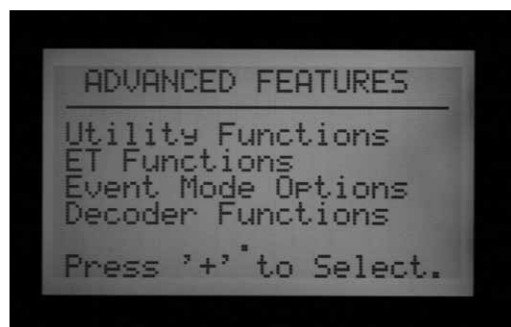 ADVANCED FEATURES
Utility Functions
ET Functions
Event Mode Options
Decoder Functions
Press '+' to Select.